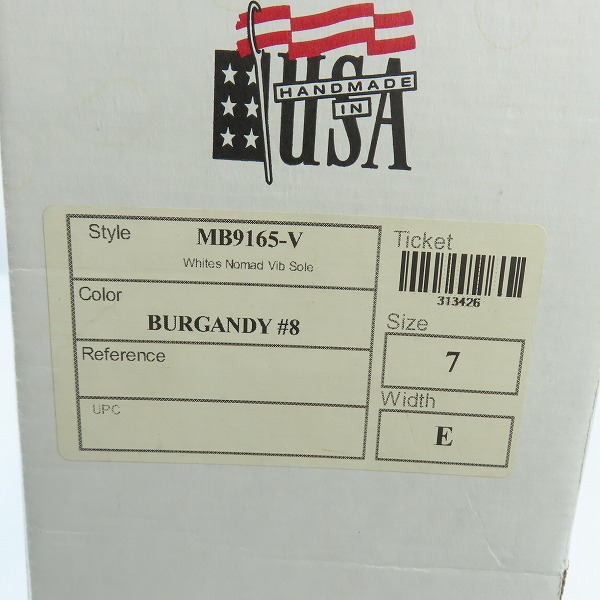 HANDMADE
IN
USA
Style MB9165-V
Whites Nomad Vib Sole
Color
BURGANDY #8
Reference
UPC
Ticket
313426
Size
7
Width
E